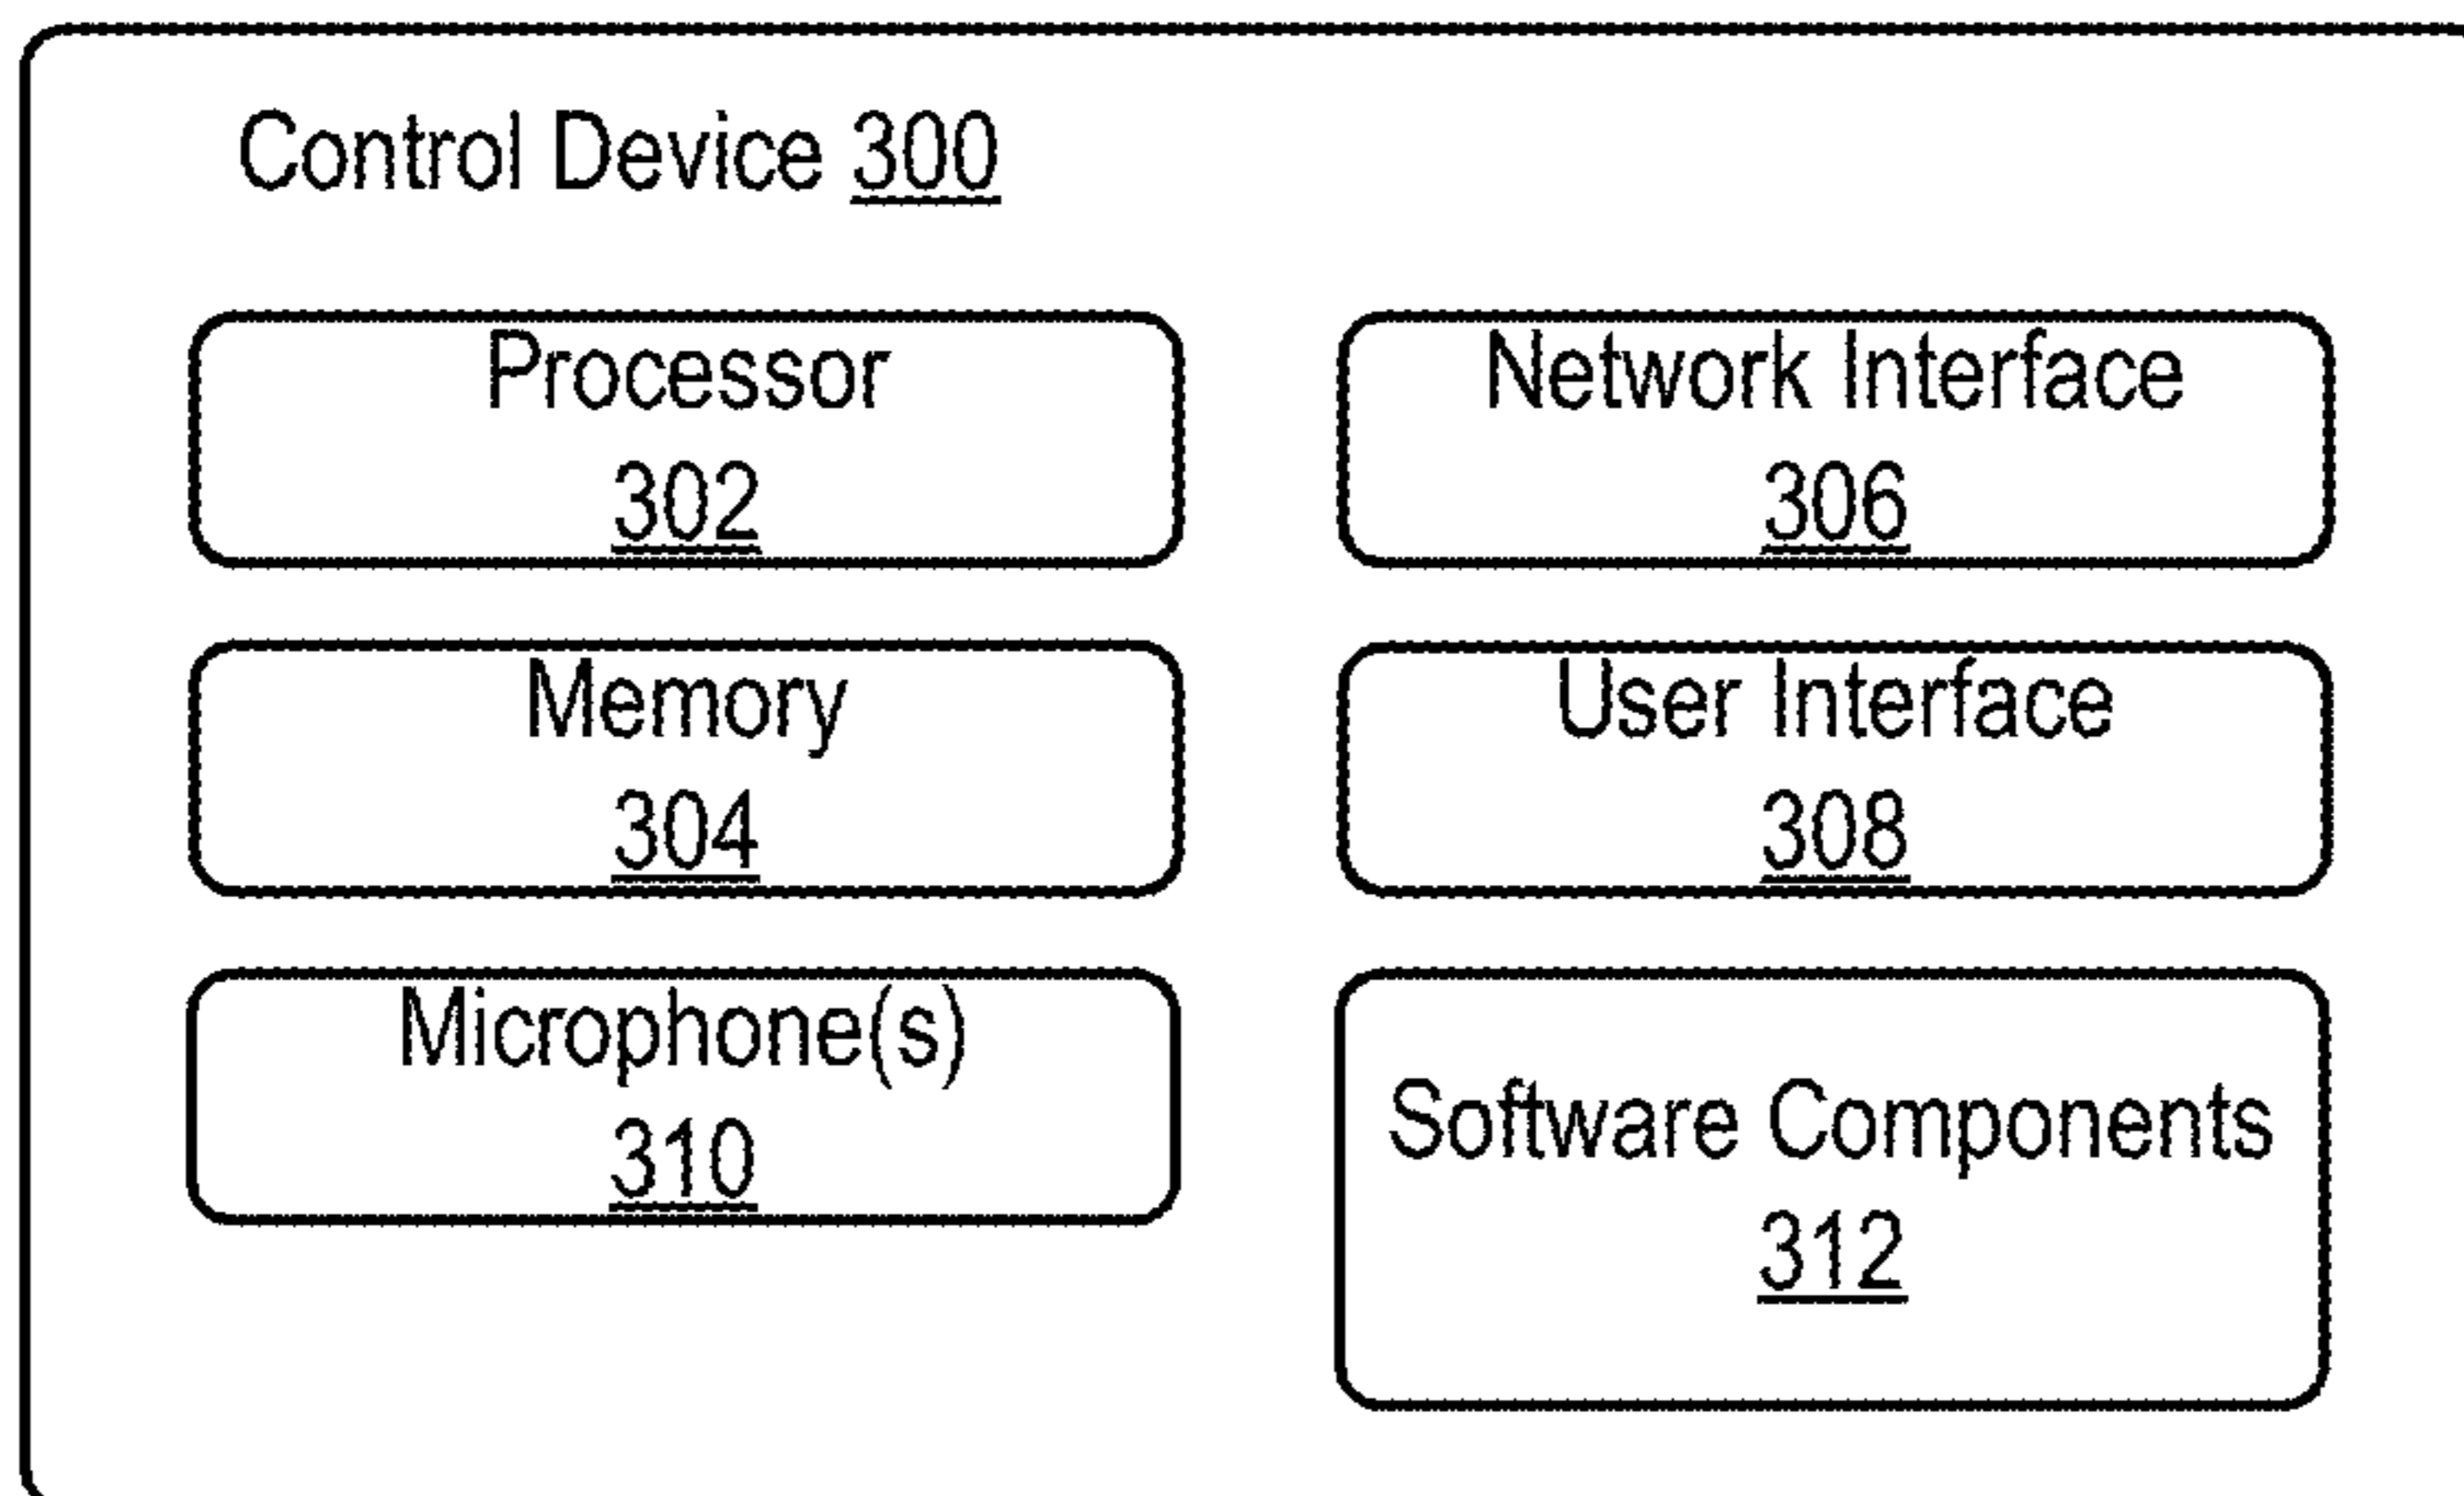 Control Device 300
Processor
302
Network Interface
306
Memory
304
User Interface
308
Microphone(s)
310
Software Components
312